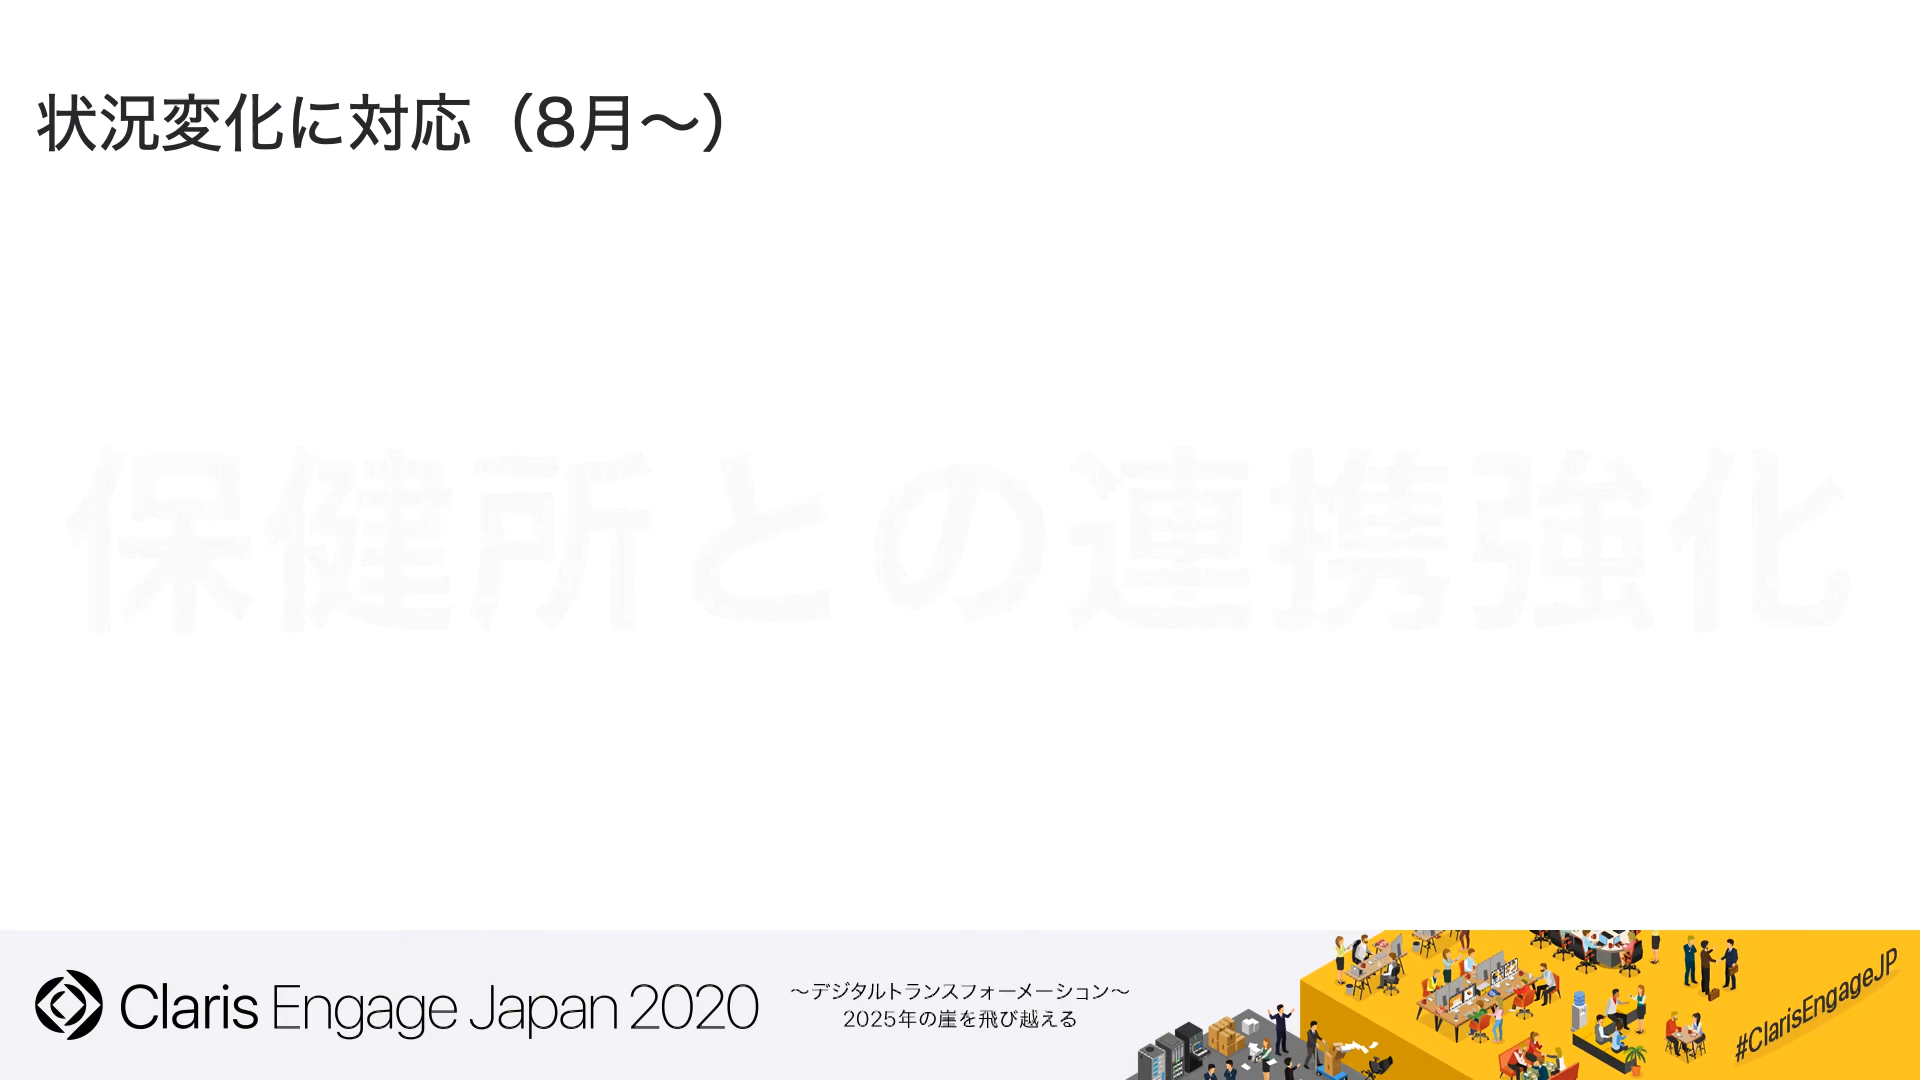 状況変化に対応（8月〜）
保健所との連携強化
Claris Engage Japan 2020
〜デジタルトランスフォーメーション〜
2025年の崖を飛び越える
#ClarisEngageJP